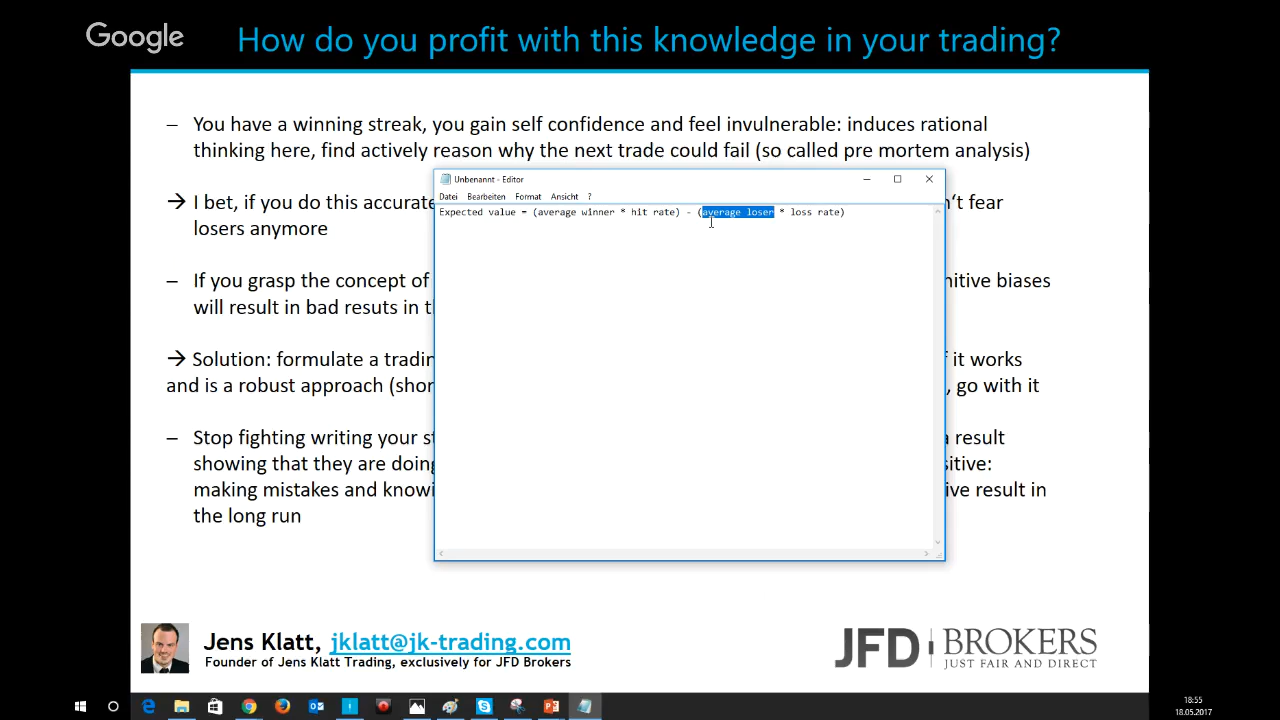 Google
How do you profit with this knowledge in your trading?
– You have a winning streak, you gain self confidence and feel invulnerable: induces rational
thinking here, find actively reason why the next trade could fail (so called pre mortem analysis)
→ I bet, if you do this accurate
n't fear
losers anymore
– If you grasp the concept of
nitive biases
will result in bad resuts in t
→ Solution: formulate a tradin
it works
and is a robust approach (shor
, go with it
– Stop fighting writing your st
a result
showing that they are doing
sitive:
making mistakes and knowi
ive result in
the long run
Unbenannt - Editor
Datei Bearbeiten Format Ansicht ?
Expected value = (average winner * hit rate) - (average loser * loss rate)
Jens Klatt, jklatt@jk-trading.com
Founder of Jens Klatt Trading, exclusively for JFD Brokers
JFD BROKERS
JUST FAIR AND DIRECT
18:55
18.05.2017